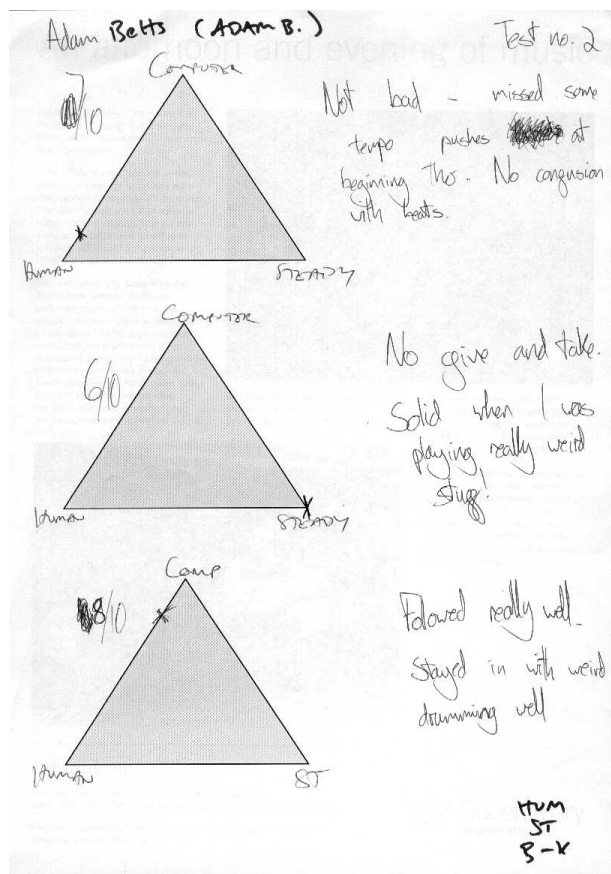 Adam Betts (ADAM B.)
Test no. 2
COMPUTER
7/10
HUMAN
STEADY
Not bad - missed some
tempo pushes at
beginning tho. No confusion
with beats.
COMPUTER
6/10
HUMAN
STEADY
No give and take.
Solid when I was
playing really weird
stuff!
COMP
8/10
HUMAN
ST
Followed really well.
Stayed in with weird
drumming well
HUM
ST
B-K